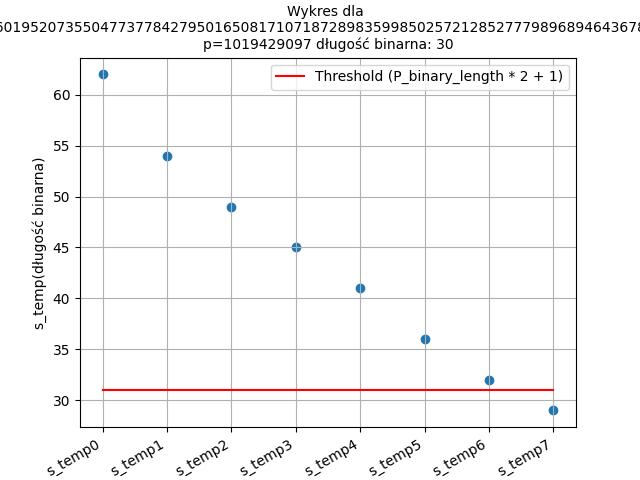 Wykres dla
60195207355047737784279501650817107187289835998502572128527779896894643678
p=1019429097 długość binarna: 30
Threshold (P_binary_length * 2 + 1)
60
55
50
45
40
35
30
s_temp(długość binarna)
s_temp0
s_temp1
s_temp2
s_temp3
s_temp4
s_temp5
s_temp6
s_temp7